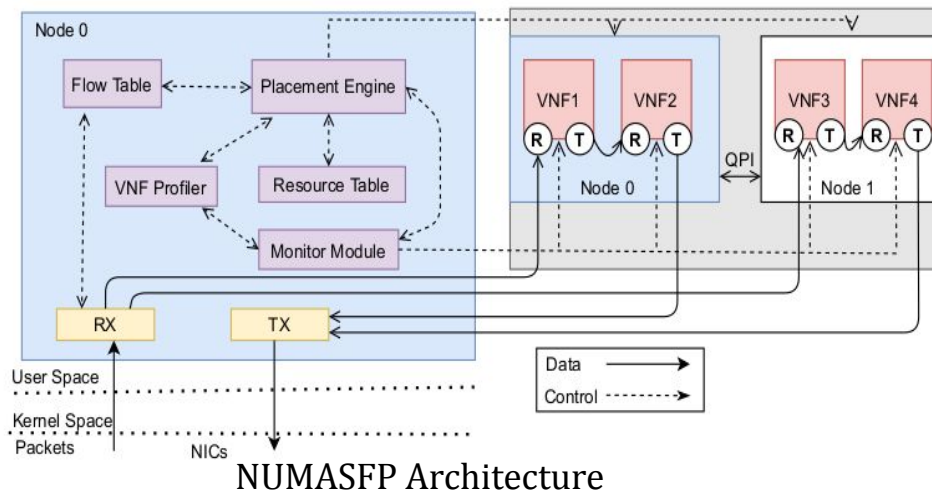 Node 0
Flow Table
Placement Engine
VNF Profiler
Resource Table
Monitor Module
RX
TX
VNF1
VNF2
R
T
R
T
Node 0
QPI
VNF3
VNF4
R
T
R
T
Node 1
User Space
Kernel Space
Packets
NICs
Data
Control
NUMASFP Architecture